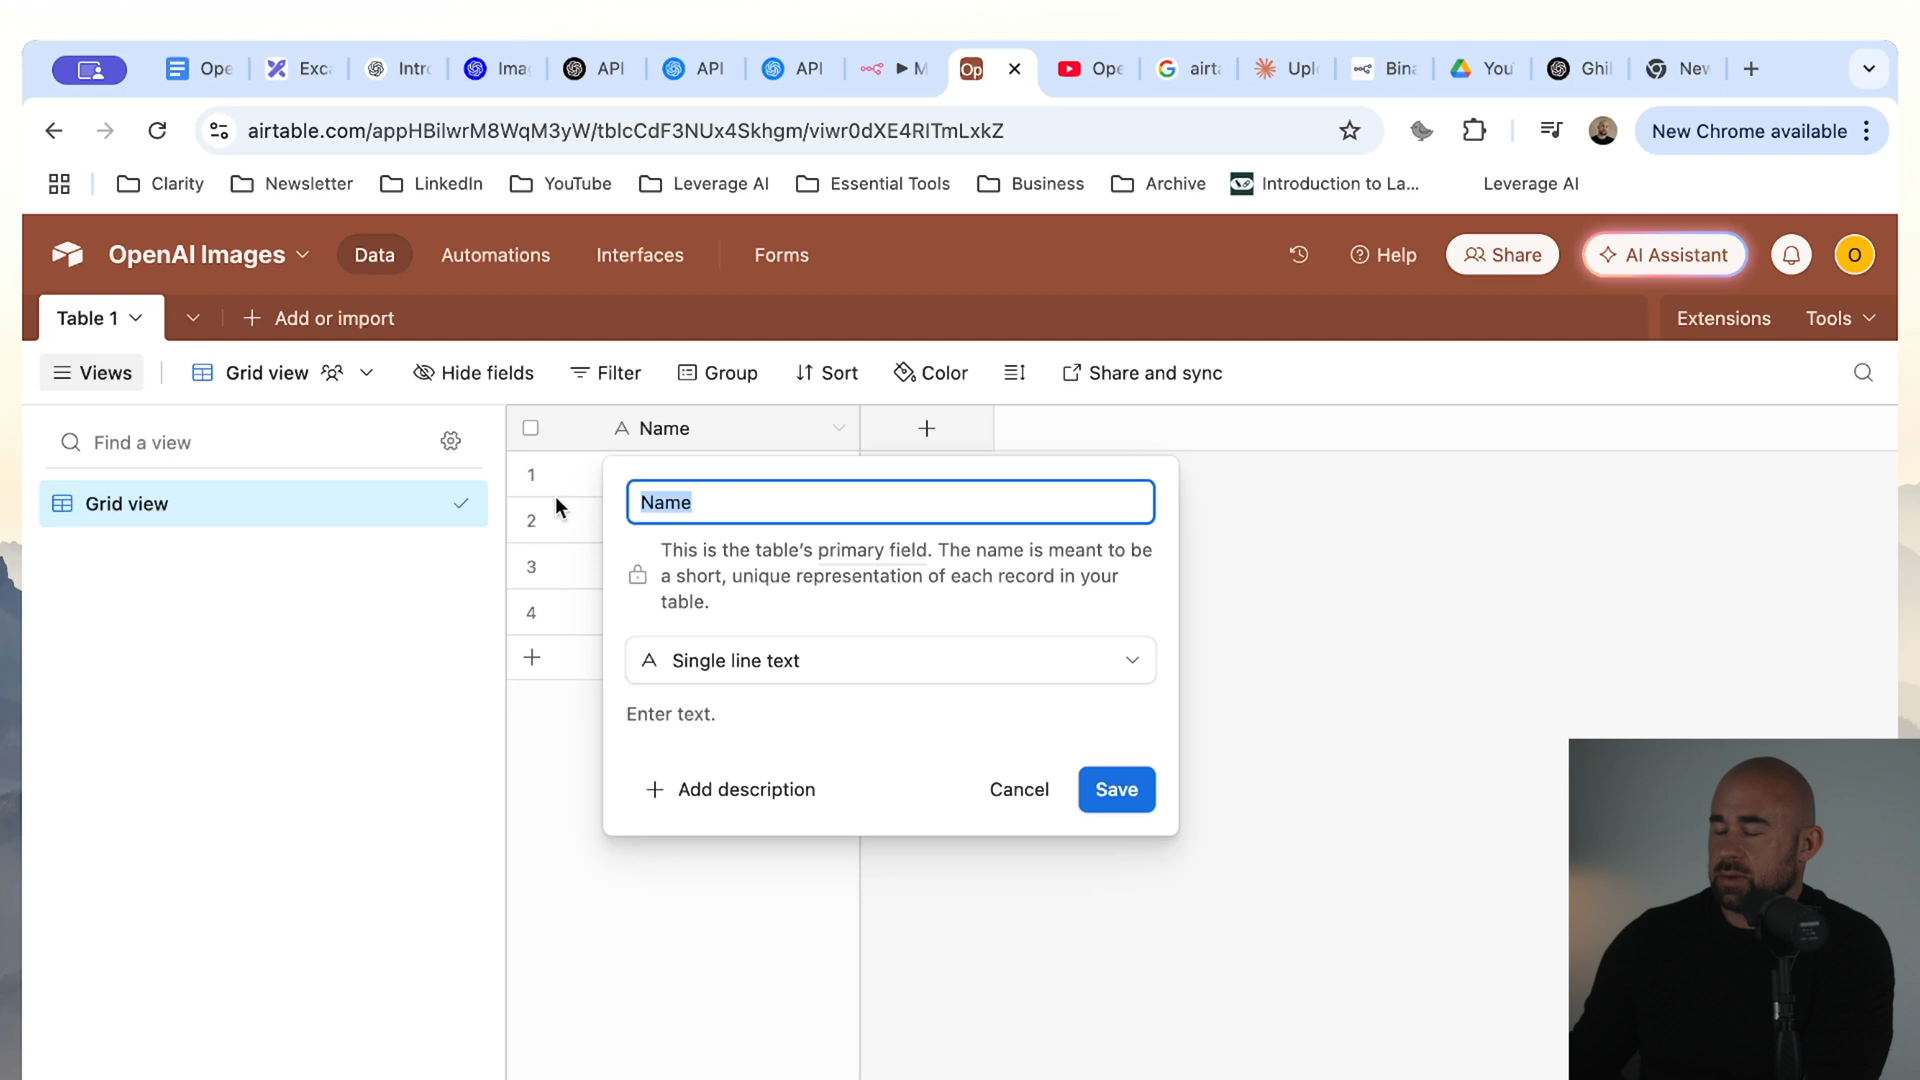 Ope
Exc
Intro
Ima
API
API
API
M
Op
Ope
airta
Upl
Bina
You
Ghil
New
airtable.com/appHBilwrM8WqM3yW/tblcCdF3NUx4Skhgm/viwr0dXE4RITmLxkZ
New Chrome available
Clarity
Newsletter
LinkedIn
YouTube
Leverage AI
Essential Tools
Business
Archive
Introduction to La...
Leverage AI
OpenAI Images
Data
Automations
Interfaces
Forms
Help
Share
AI Assistant
O
Table 1
Add or import
Extensions
Tools
Views
Grid view
Hide fields
Filter
Group
Sort
Color
Share and sync
Find a view
Grid view
A Name
1
2
3
4
Name
This is the table's primary field. The name is meant to be
a short, unique representation of each record in your
table.
A Single line text
Enter text.
Add description
Cancel
Save